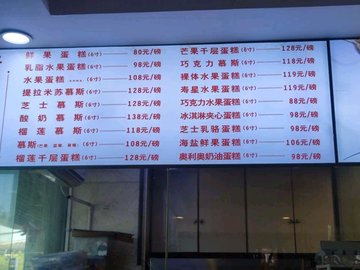 鲜果蛋糕(6寸) 80元/磅
乳脂水果蛋糕(6寸) 98元/磅
水果蛋糕 108元/磅
提拉米苏慕斯(6寸) 128元/磅
芝士慕斯(6寸) 128元/磅
酸奶慕斯(6寸) 138元/磅
榴莲慕斯(6寸) 118元/磅
慕斯 108元/磅
榴莲千层蛋糕(6寸) 128元/磅
芒果千层蛋糕(6寸) 128元/磅
巧克力慕斯(6寸) 118元/磅
裸体水果蛋糕(6寸) 119元/磅
寿星水果蛋糕(6寸) 119元/磅
巧克力水果蛋糕(6寸) 88元/磅
冰淇淋夹心蛋糕(6寸) 98元/磅
芝士乳骆蛋糕(6寸) 98元/磅
海盐鲜果蛋糕(6寸) 98元/磅
奥利奥奶油蛋糕(6寸) 98元/磅